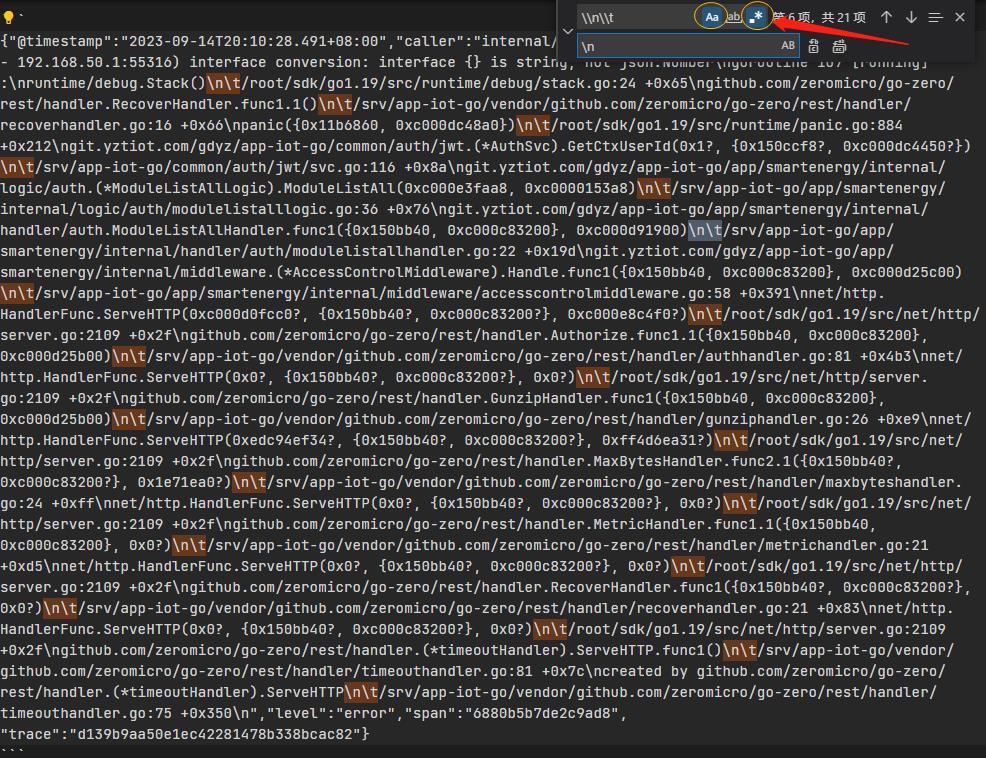 `
\\n\\t
Aa
ab
.*
第 6 项, 共 21 项
\n
AB
{"@timestamp":"2023-09-14T20:10:28.491+08:00","caller":"internal/
- 192.168.50.1:55316) interface conversion: interface {} is string, not json.Number\ngoroutine 167 [running]
:\nruntime/debug.Stack()\n\t/root/sdk/go1.19/src/runtime/debug/stack.go:24 +0x65\ngithub.com/zeromicro/go-zero/
rest/handler.RecoverHandler.func1.1()\n\t/srv/app-iot-go/vendor/github.com/zeromicro/go-zero/rest/handler/
recoverhandler.go:16 +0x66\npanic({0x11b6860, 0xc000dc48a0})\n\t/root/sdk/go1.19/src/runtime/panic.go:884
+0x212\ngit.yztiot.com/gdyz/app-iot-go/common/auth/jwt.(*AuthSvc).GetCtxUserId(0x1?, {0x150ccf8?, 0xc000dc4450?})
\n\t/srv/app-iot-go/common/auth/jwt/svc.go:116 +0x8a\ngit.yztiot.com/gdyz/app-iot-go/app/smartenergy/internal/
logic/auth.(*ModuleListAllLogic).ModuleListAll(0xc000e3faa8, 0xc0000153a8)\n\t/srv/app-iot-go/app/smartenergy/
internal/logic/auth/modulelistalllogic.go:36 +0x76\ngit.yztiot.com/gdyz/app-iot-go/app/smartenergy/internal/
handler/auth.ModuleListAllHandler.func1({0x150bb40, 0xc000c83200}, 0xc000d91900)\n\t/srv/app-iot-go/app/
smartenergy/internal/handler/auth/modulelistallhandler.go:22 +0x19d\ngit.yztiot.com/gdyz/app-iot-go/app/
smartenergy/internal/middleware.(*AccessControlMiddleware).Handle.func1({0x150bb40, 0xc000c83200}, 0xc000d25c00)
\n\t/srv/app-iot-go/app/smartenergy/internal/middleware/accesscontrolmiddleware.go:58 +0x391\nnet/http.
HandlerFunc.ServeHTTP(0xc000d0fcc0?, {0x150bb40?, 0xc000c83200?}, 0xc000e8c4f0?)\n\t/root/sdk/go1.19/src/net/http/
server.go:2109 +0x2f\ngithub.com/zeromicro/go-zero/rest/handler.Authorize.func1.1({0x150bb40, 0xc000c83200},
0xc000d25b00)\n\t/srv/app-iot-go/vendor/github.com/zeromicro/go-zero/rest/handler/authhandler.go:81 +0x4b3\nnet/
http.HandlerFunc.ServeHTTP(0x0?, {0x150bb40?, 0xc000c83200?}, 0x0?)\n\t/root/sdk/go1.19/src/net/http/server.
go:2109 +0x2f\ngithub.com/zeromicro/go-zero/rest/handler.GunzipHandler.func1({0x150bb40, 0xc000c83200},
0xc000d25b00)\n\t/srv/app-iot-go/vendor/github.com/zeromicro/go-zero/rest/handler/gunziphandler.go:26 +0xe9\nnet/
http.HandlerFunc.ServeHTTP(0xedc94ef34?, {0x150bb40?, 0xc000c83200?}, 0xff4d6ea31?)\n\t/root/sdk/go1.19/src/net/
http/server.go:2109 +0x2f\ngithub.com/zeromicro/go-zero/rest/handler.MaxBytesHandler.func2.1({0x150bb40?,
0xc000c83200?}, 0x1e71ea0?)\n\t/srv/app-iot-go/vendor/github.com/zeromicro/go-zero/rest/handler/maxbyteshandler.
go:24 +0xff\nnet/http.HandlerFunc.ServeHTTP(0x0?, {0x150bb40?, 0xc000c83200?}, 0x0?)\n\t/root/sdk/go1.19/src/net/
http/server.go:2109 +0x2f\ngithub.com/zeromicro/go-zero/rest/handler.MetricHandler.func1.1({0x150bb40,
0xc000c83200}, 0x0?)\n\t/srv/app-iot-go/vendor/github.com/zeromicro/go-zero/rest/handler/metrichandler.go:21
+0xd5\nnet/http.HandlerFunc.ServeHTTP(0x0?, {0x150bb40?, 0xc000c83200?}, 0x0?)\n\t/root/sdk/go1.19/src/net/http/
server.go:2109 +0x2f\ngithub.com/zeromicro/go-zero/rest/handler.RecoverHandler.func1({0x150bb40?, 0xc000c83200?},
0x0?)\n\t/srv/app-iot-go/vendor/github.com/zeromicro/go-zero/rest/handler/recoverhandler.go:21 +0x83\nnet/http.
HandlerFunc.ServeHTTP(0x0?, {0x150bb40?, 0xc000c83200?}, 0x0?)\n\t/root/sdk/go1.19/src/net/http/server.go:2109
+0x2f\ngithub.com/zeromicro/go-zero/rest/handler.(*timeoutHandler).ServeHTTP.func1()\n\t/srv/app-iot-go/vendor/
github.com/zeromicro/go-zero/rest/handler/timeouthandler.go:81 +0x7c\ncreated by github.com/zeromicro/go-zero/
rest/handler.(*timeoutHandler).ServeHTTP\n\t/srv/app-iot-go/vendor/github.com/zeromicro/go-zero/rest/handler/
timeouthandler.go:75 +0x350\n","level":"error","span":"6880b5b7de2c9ad8",
"trace":"d139b9aa50e1ec42281478b338bcac82"}
```